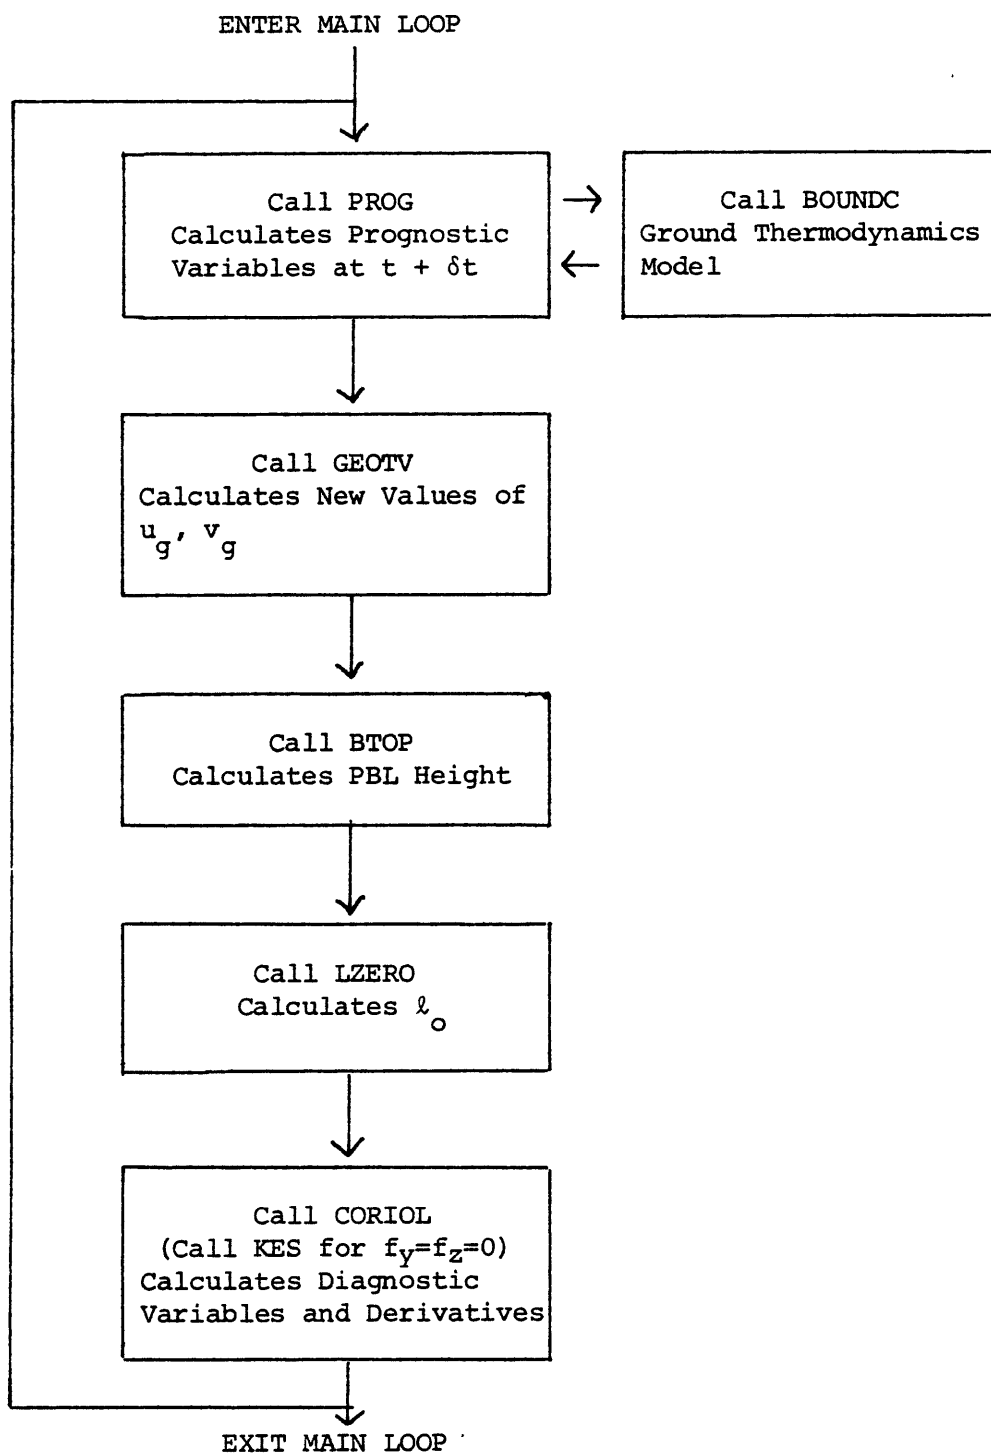 ENTER MAIN LOOP
Call PROG
Calculates Prognostic
Variables at t + δt
Call BOUNDC
Ground Thermodynamics
Model
Call GEOTV
Calculates New Values of
u_g, v_g
Call BTOP
Calculates PBL Height
Call LZERO
Calculates ℓ_o
Call CORIOL
(Call KES for f_y=f_z=0)
Calculates Diagnostic
Variables and Derivatives
EXIT MAIN LOOP